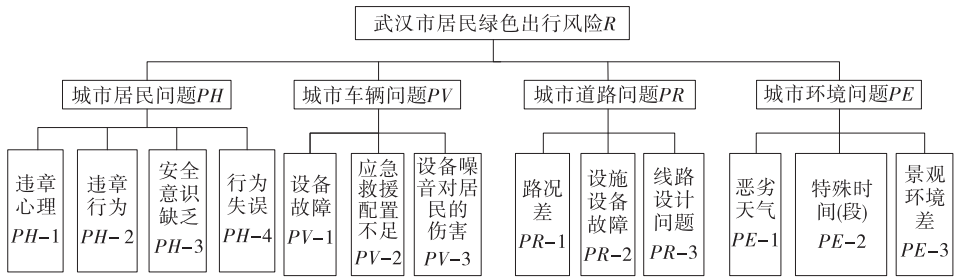 武汉市居民绿色出行风险R
城市居民问题PH
城市车辆问题PV
城市道路问题PR
城市环境问题PE
违章
心理
PH-1
违章
行为
PH-2
安全
意识
缺乏
PH-3
行为
失误
PH-4
设备
故障
PV-1
应急
救援
配置
不足
PV-2
设备噪
音对居
民的
伤害
PV-3
路况
差
PR-1
设施
设备
故障
PR-2
线路
设计
问题
PR-3
恶劣
天气
PE-1
特殊时
间(段)
PE-2
景观
环境
差
PE-3